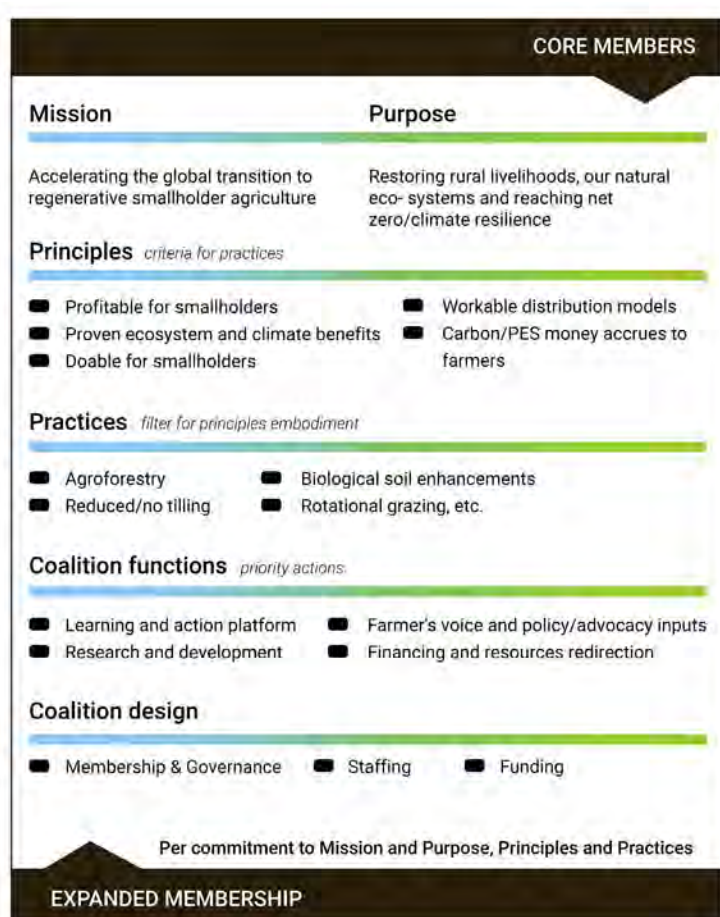 CORE MEMBERS
Mission
Purpose
Accelerating the global transition to
regenerative smallholder agriculture
Restoring rural livelihoods, our natural
eco- systems and reaching net
zero/climate resilience
Principles criteria for practices
Profitable for smallholders
Proven ecosystem and climate benefits
Doable for smallholders
Workable distribution models
Carbon/PES money accrues to
farmers
Practices filter for principles embodiment
Agroforestry
Reduced/no tilling
Biological soil enhancements
Rotational grazing, etc.
Coalition functions priority actions
Learning and action platform
Research and development
Farmer's voice and policy/advocacy inputs
Financing and resources redirection
Coalition design
Membership & Governance
Staffing
Funding
Per commitment to Mission and Purpose, Principles and Practices
EXPANDED MEMBERSHIP